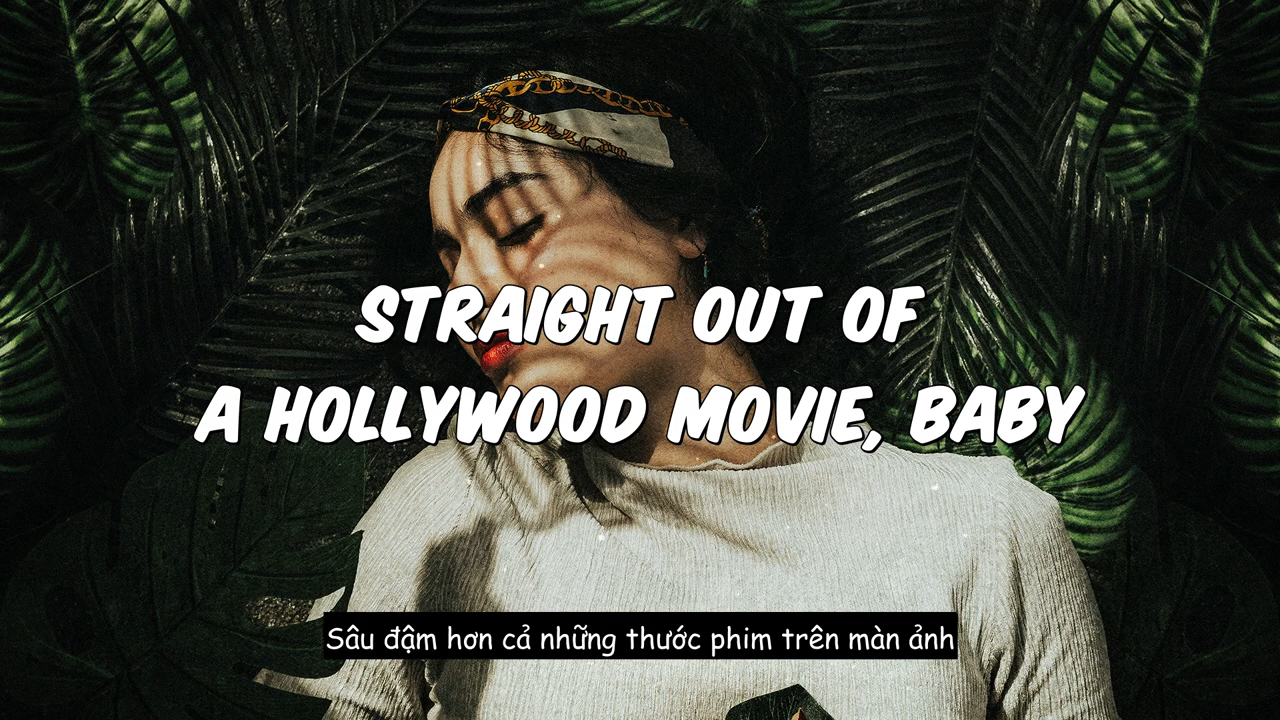 STRAIGHT OUT OF
A HOLLYWOOD MOVIE, BABY
Sâu đậm hơn cả những thước phim trên màn ảnh